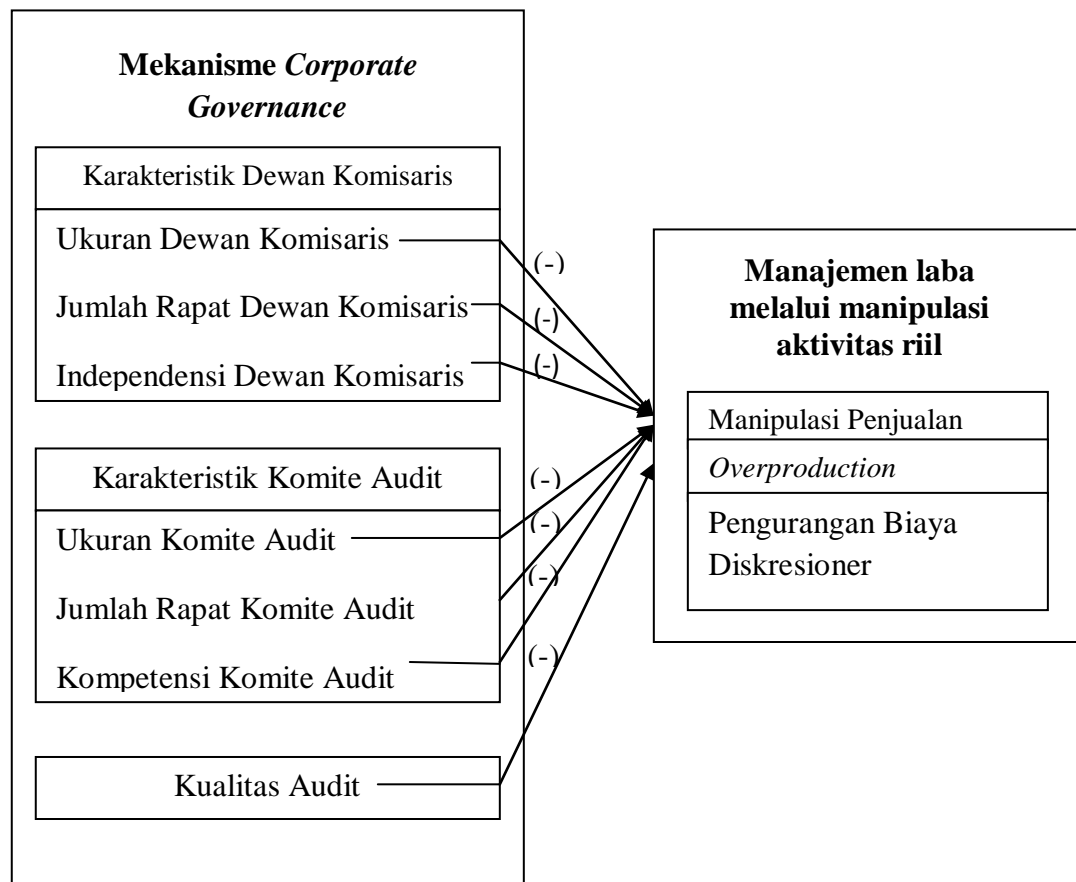 Mekanisme Corporate
Governance
Karakteristik Dewan Komisaris
Ukuran Dewan Komisaris
Jumlah Rapat Dewan Komisaris
Independensi Dewan Komisaris
(-)
(-)
(-)
Karakteristik Komite Audit
Ukuran Komite Audit
Jumlah Rapat Komite Audit
Kompetensi Komite Audit
(-)
(-)
(-)
Kualitas Audit
(-)
Manajemen laba
melalui manipulasi
aktivitas riil
Manipulasi Penjualan
Overproduction
Pengurangan Biaya
Diskresioner